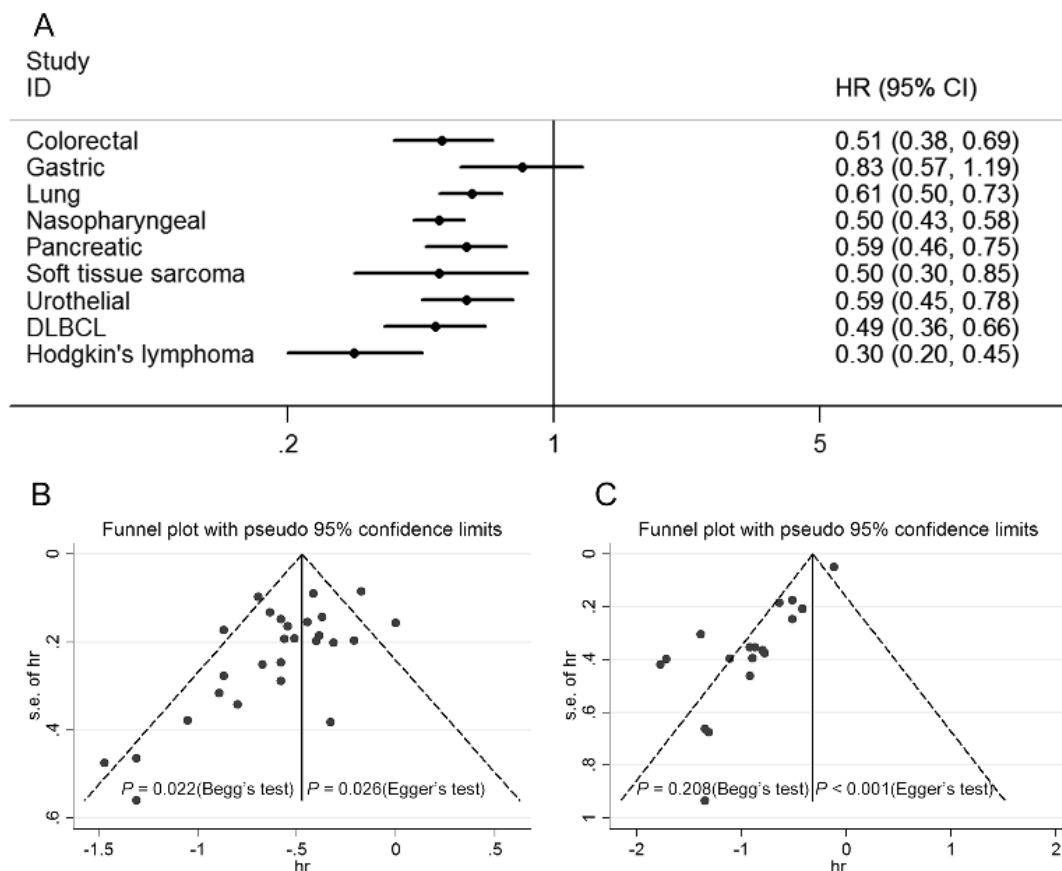 A
Study
ID HR (95% CI)
Colorectal 0.51 (0.38, 0.69)
Gastric 0.83 (0.57, 1.19)
Lung 0.61 (0.50, 0.73)
Nasopharyngeal 0.50 (0.43, 0.58)
Pancreatic 0.59 (0.46, 0.75)
Soft tissue sarcoma 0.50 (0.30, 0.85)
Urothelial 0.59 (0.45, 0.78)
DLBCL 0.49 (0.36, 0.66)
Hodgkin's lymphoma 0.30 (0.20, 0.45)
.2 1 5
B
Funnel plot with pseudo 95% confidence limits
s.e. of hr
0
.2
.4
.6
P = 0.022(Begg's test) P = 0.026(Egger's test)
-1.5 -1 -.5 0 .5
hr
C
Funnel plot with pseudo 95% confidence limits
s.e. of hr
0
.2
.4
.6
.8
1
P = 0.208(Begg's test) P < 0.001(Egger's test)
-2 -1 0 1 2
hr